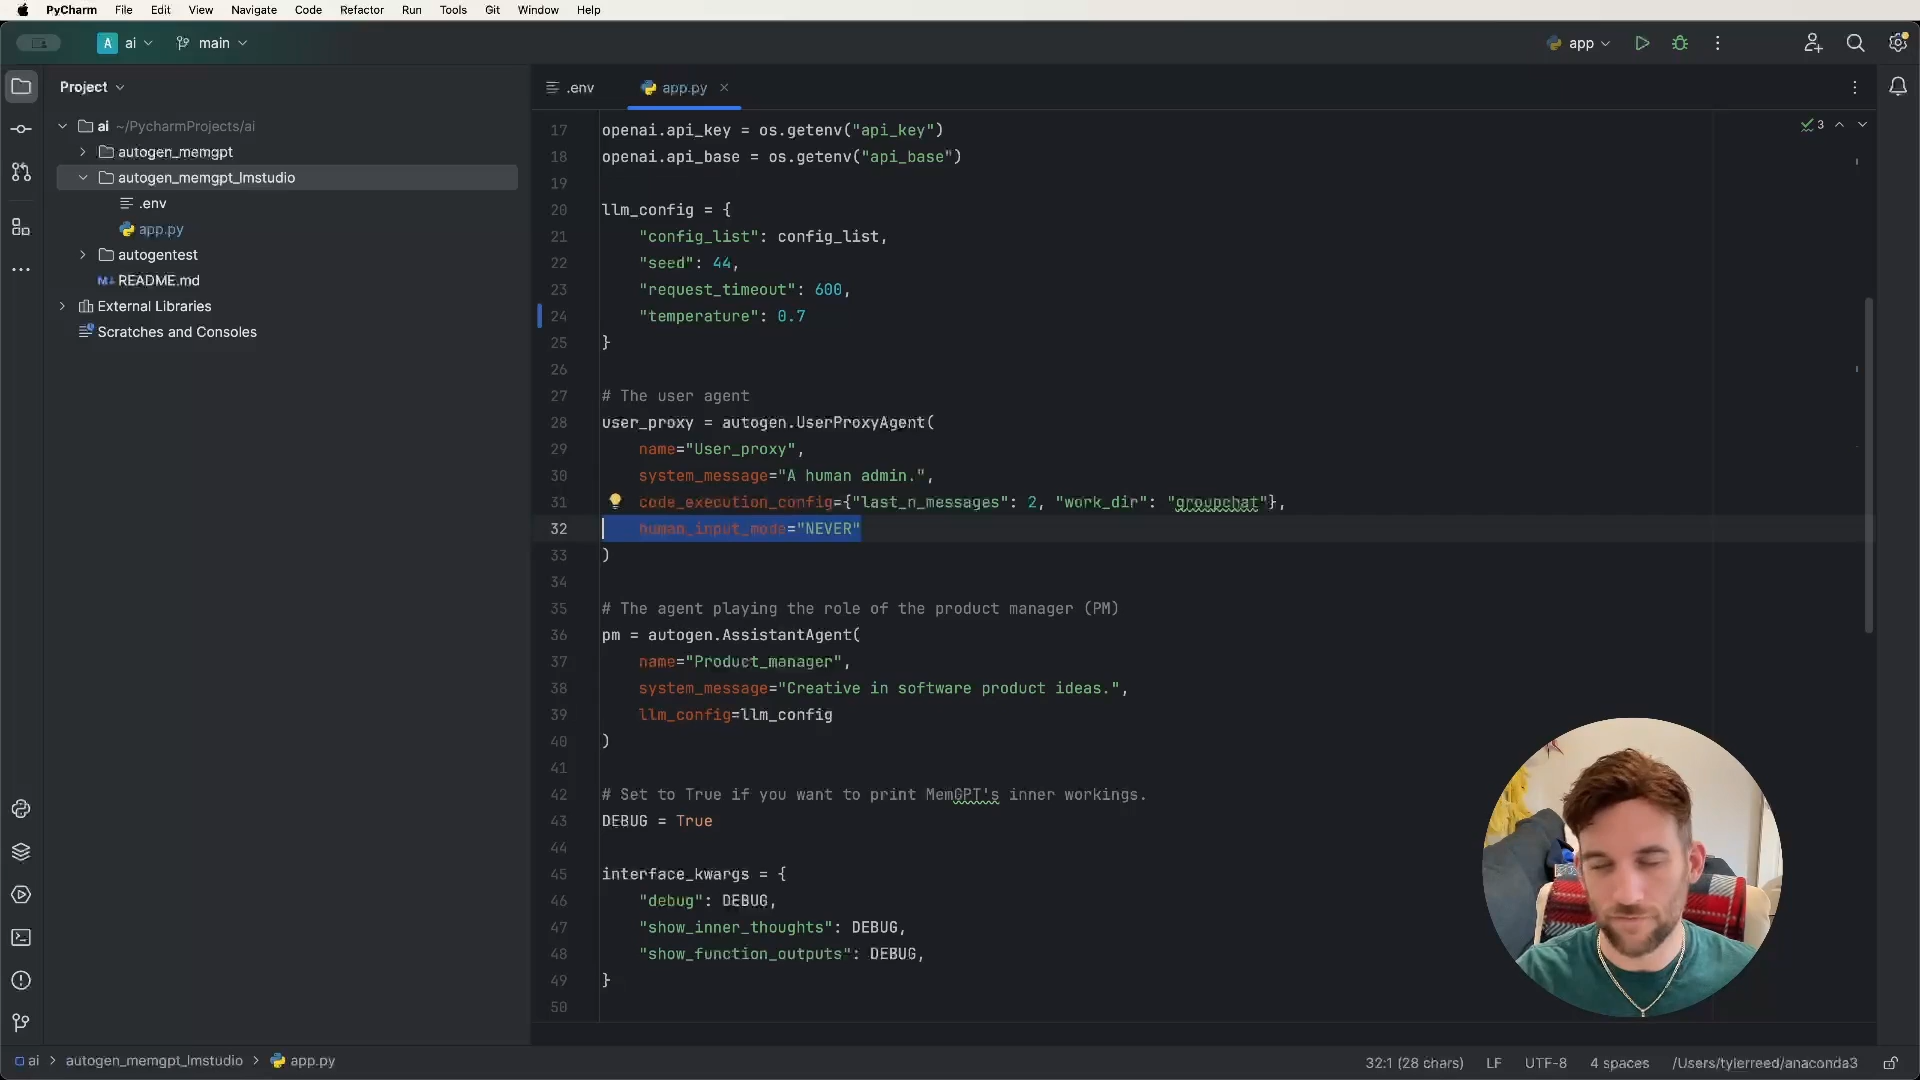 PyCharm File Edit View Navigate Code Refactor Run Tools Git Window Help
A ai main app
Project
.env app.py
ai ~/PycharmProjects/ai
autogen_memgpt
autogen_memgpt_lmstudio
.env
app.py
autogentest
README.md
External Libraries
Scratches and Consoles
3
17 openai.api_key = os.getenv("api_key")
18 openai.api_base = os.getenv("api_base")
19
20 llm_config = {
21 "config_list": config_list,
22 "seed": 44,
23 "request_timeout": 600,
24 "temperature": 0.7
25 }
26
27 # The user agent
28 user_proxy = autogen.UserProxyAgent(
29 name="User_proxy",
30 system_message="A human admin.",
31 code_execution_config={"last_n_messages": 2, "work_dir": "groupchat"},
32 human_input_mode="NEVER"
33 )
34
35 # The agent playing the role of the product manager (PM)
36 pm = autogen.AssistantAgent(
37 name="Product_manager",
38 system_message="Creative in software product ideas.",
39 llm_config=llm_config
40 )
41
42 # Set to True if you want to print MemGPT's inner workings.
43 DEBUG = True
44
45 interface_kwargs = {
46 "debug": DEBUG,
47 "show_inner_thoughts": DEBUG,
48 "show_function_outputs": DEBUG,
49 }
50
ai > autogen_memgpt_lmstudio > app.py
32:1 (28 chars) LF UTF-8 4 spaces /Users/tylerreed/anaconda3